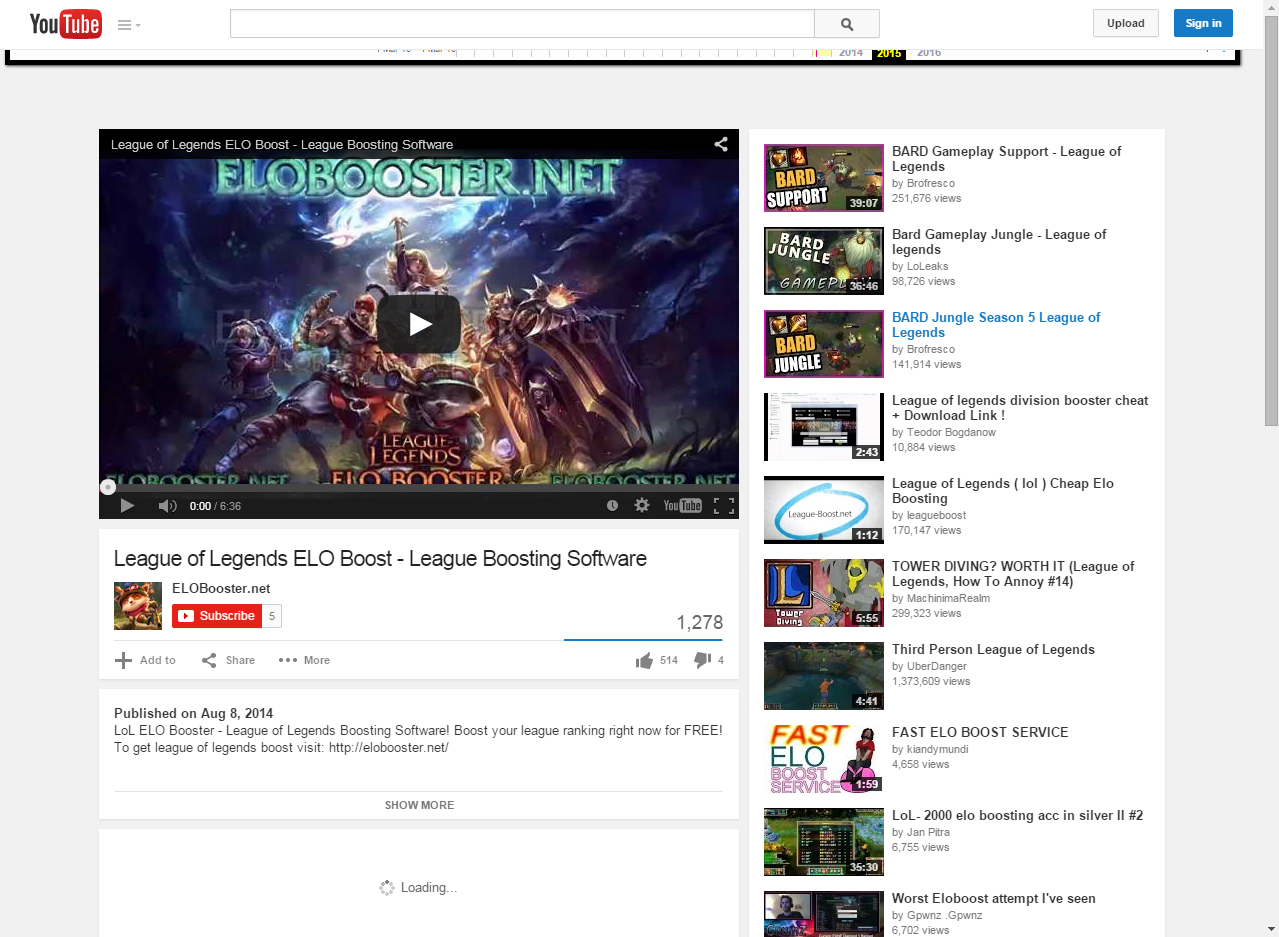 YouTube
Upload
Sign in
2014
2015
2016
League of Legends ELO Boost - League Boosting Software
ELOBOOSTER.NET
LEAGUE
LEGENDS
ELO BOOSTER
ELOBOOSTER.NET
ELOBOOSTER.NET
0:00 / 6:36
YouTube
League of Legends ELO Boost - League Boosting Software
ELOBooster.net
Subscribe 5
1,278
Add to
Share
More
514
4
Published on Aug 8, 2014
LoL ELO Booster - League of Legends Boosting Software! Boost your league ranking right now for FREE!
To get league of legends boost visit: http://elobooster.net/
SHOW MORE
Loading...
BARD
SUPPORT
39:07
BARD Gameplay Support - League of
Legends
by Brofresco
251,676 views
BARD
JUNGLE
GAMEPLAY
36:46
Bard Gameplay Jungle - League of
legends
by LoLeaks
98,726 views
BARD
JUNGLE
BARD Jungle Season 5 League of
Legends
by Brofresco
141,914 views
2:43
League of legends division booster cheat
+ Download Link !
by Teodor Bogdanow
10,884 views
League-Boost.net
1:12
League of Legends ( lol ) Cheap Elo
Boosting
by leagueboost
170,147 views
L
Tower
Diving
5:55
TOWER DIVING? WORTH IT (League of
Legends, How To Annoy #14)
by MachinimaRealm
299,323 views
4:41
Third Person League of Legends
by UberDanger
1,373,609 views
FAST
ELO
BOOST
SERVICE
1:59
FAST ELO BOOST SERVICE
by kiandymundi
4,658 views
35:30
LoL- 2000 elo boosting acc in silver II #2
by Jan Pitra
6,755 views
Worst Eloboost attempt I've seen
by Gpwnz .Gpwnz
6,702 views